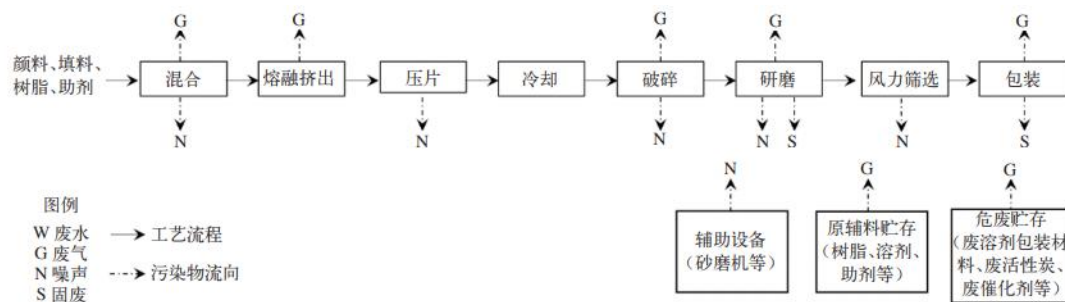 G
G
G
G
G
颜料、填料、
树脂、助剂
混合
熔融挤出
压片
冷却
破碎
研磨
风力筛选
包装
N
N
N
N
S
N
S
N
G
G
图例
W 废水
G 废气
N 噪声
S 固废
工艺流程
污染物流向
辅助设备
（砂磨机等）
原辅料贮存
（树脂、溶剂、
助剂等）
危废贮存
（废溶剂包装材
料、废活性炭、
废催化剂等）